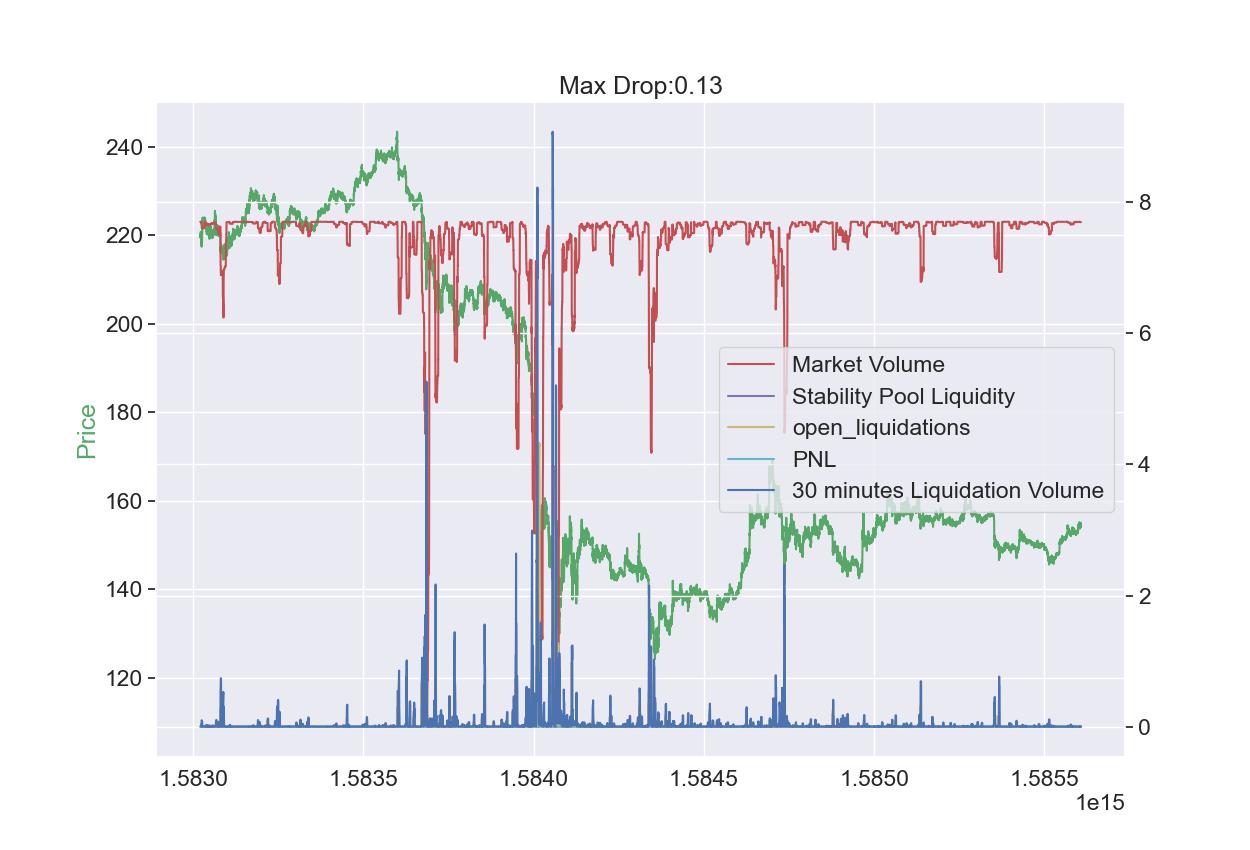 Max Drop:0.13
240
220
200
180
160
140
120
Price
8
6
4
2
0
Market Volume
Stability Pool Liquidity
open_liquidations
PNL
30 minutes Liquidation Volume
1.5830 1.5835 1.5840 1.5845 1.5850 1.5855
1e15